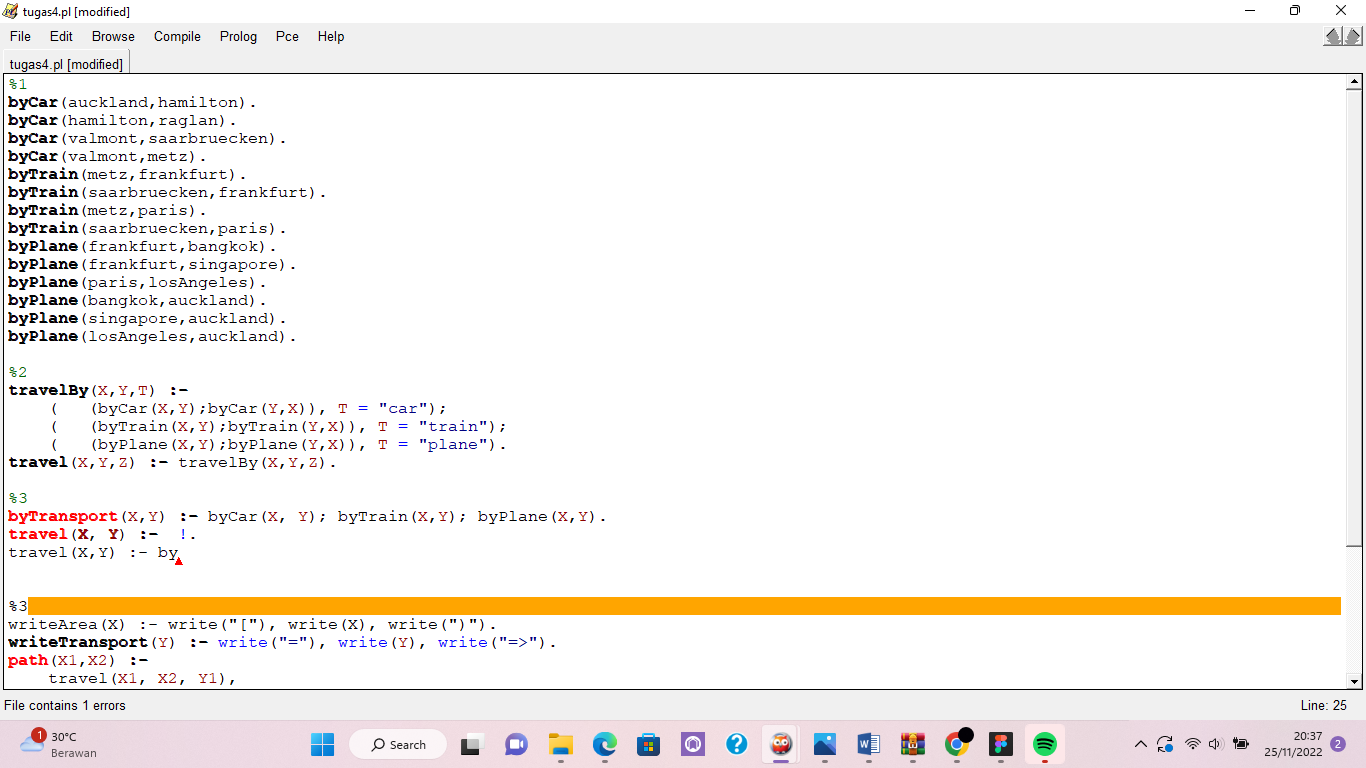 tugas4.pl [modified]
File Edit Browse Compile Prolog Pce Help
tugas4.pl [modified]
%1
byCar(auckland,hamilton).
byCar(hamilton,raglan).
byCar(valmont,saarbruecken).
byCar(valmont,metz).
byTrain(metz,frankfurt).
byTrain(saarbruecken,frankfurt).
byTrain(metz,paris).
byTrain(saarbruecken,paris).
byPlane(frankfurt,bangkok).
byPlane(frankfurt,singapore).
byPlane(paris,losAngeles).
byPlane(bangkok,auckland).
byPlane(singapore,auckland).
byPlane(losAngeles,auckland).
%2
travelBy(X,Y,T) :-
    (   (byCar(X,Y);byCar(Y,X)), T = "car");
    (   (byTrain(X,Y);byTrain(Y,X)), T = "train");
    (   (byPlane(X,Y);byPlane(Y,X)), T = "plane").
travel(X,Y,Z) :- travelBy(X,Y,Z).
%3
byTransport(X,Y) :- byCar(X, Y); byTrain(X,Y); byPlane(X,Y).
travel(X, Y) :-  !.
travel(X,Y) :- by
%3
writeArea(X) :- write("["), write(X), write(")").
writeTransport(Y) :- write("="), write(Y), write("=>").
path(X1,X2) :-
    travel(X1, X2, Y1),
File contains 1 errors Line: 25
1 30°C
Berawan
Search
20:37
25/11/2022
2